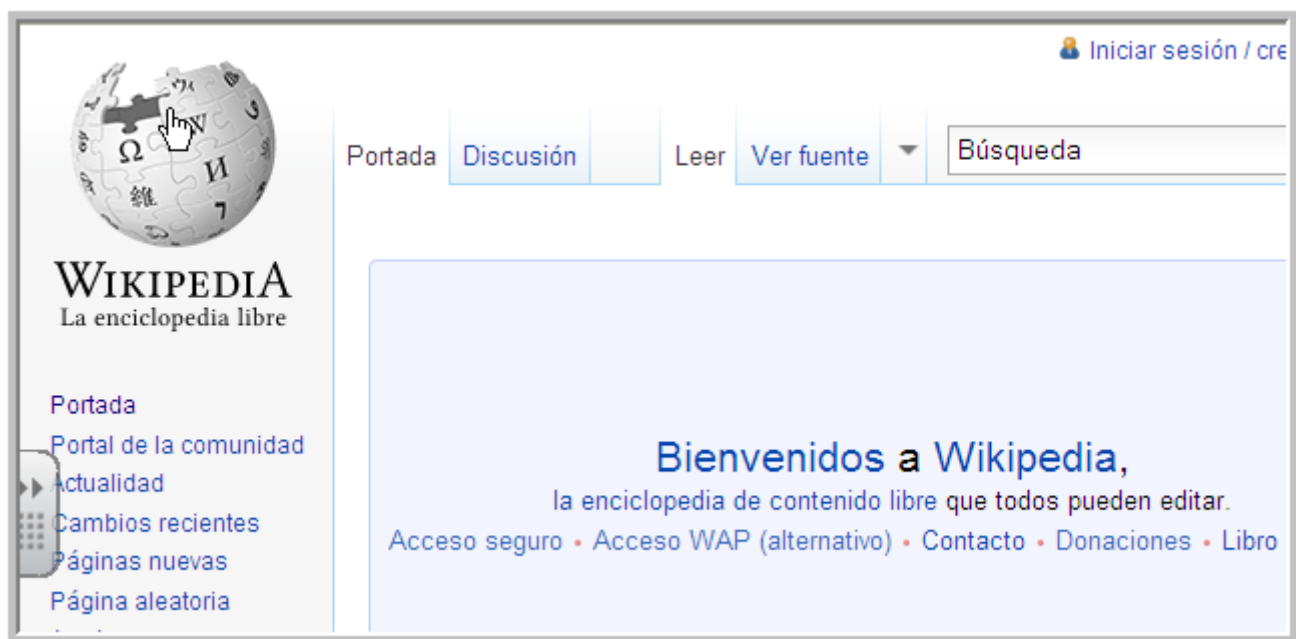 Iniciar sesión / cre
Portada Discusión Leer Ver fuente Búsqueda
Ω W И
維 7
WIKIPEDIA
La enciclopedia libre
Portada
Portal de la comunidad
Actualidad
Cambios recientes
Páginas nuevas
Página aleatoria
Bienvenidos a Wikipedia,
la enciclopedia de contenido libre que todos pueden editar.
Acceso seguro • Acceso WAP (alternativo) • Contacto • Donaciones • Libro